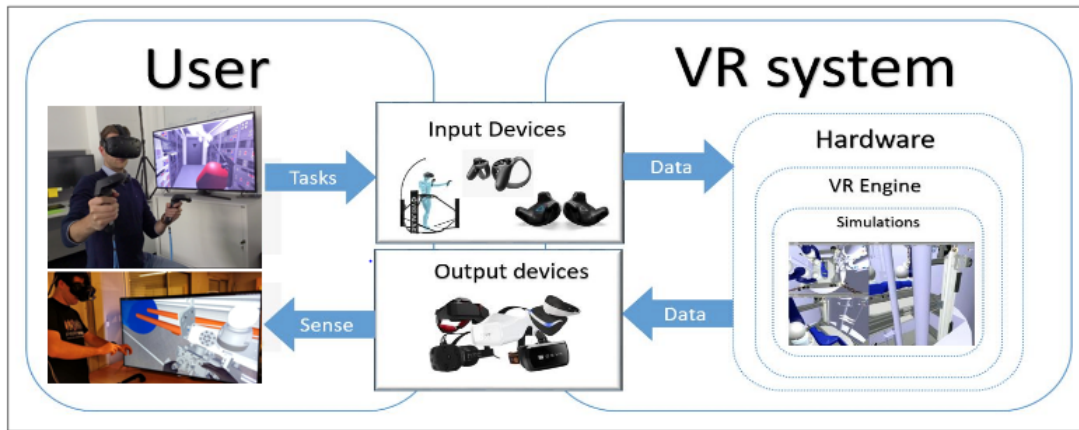 User
VR system
Input Devices
Hardware
Tasks
Data
VR Engine
Simulations
Output devices
Sense
Data